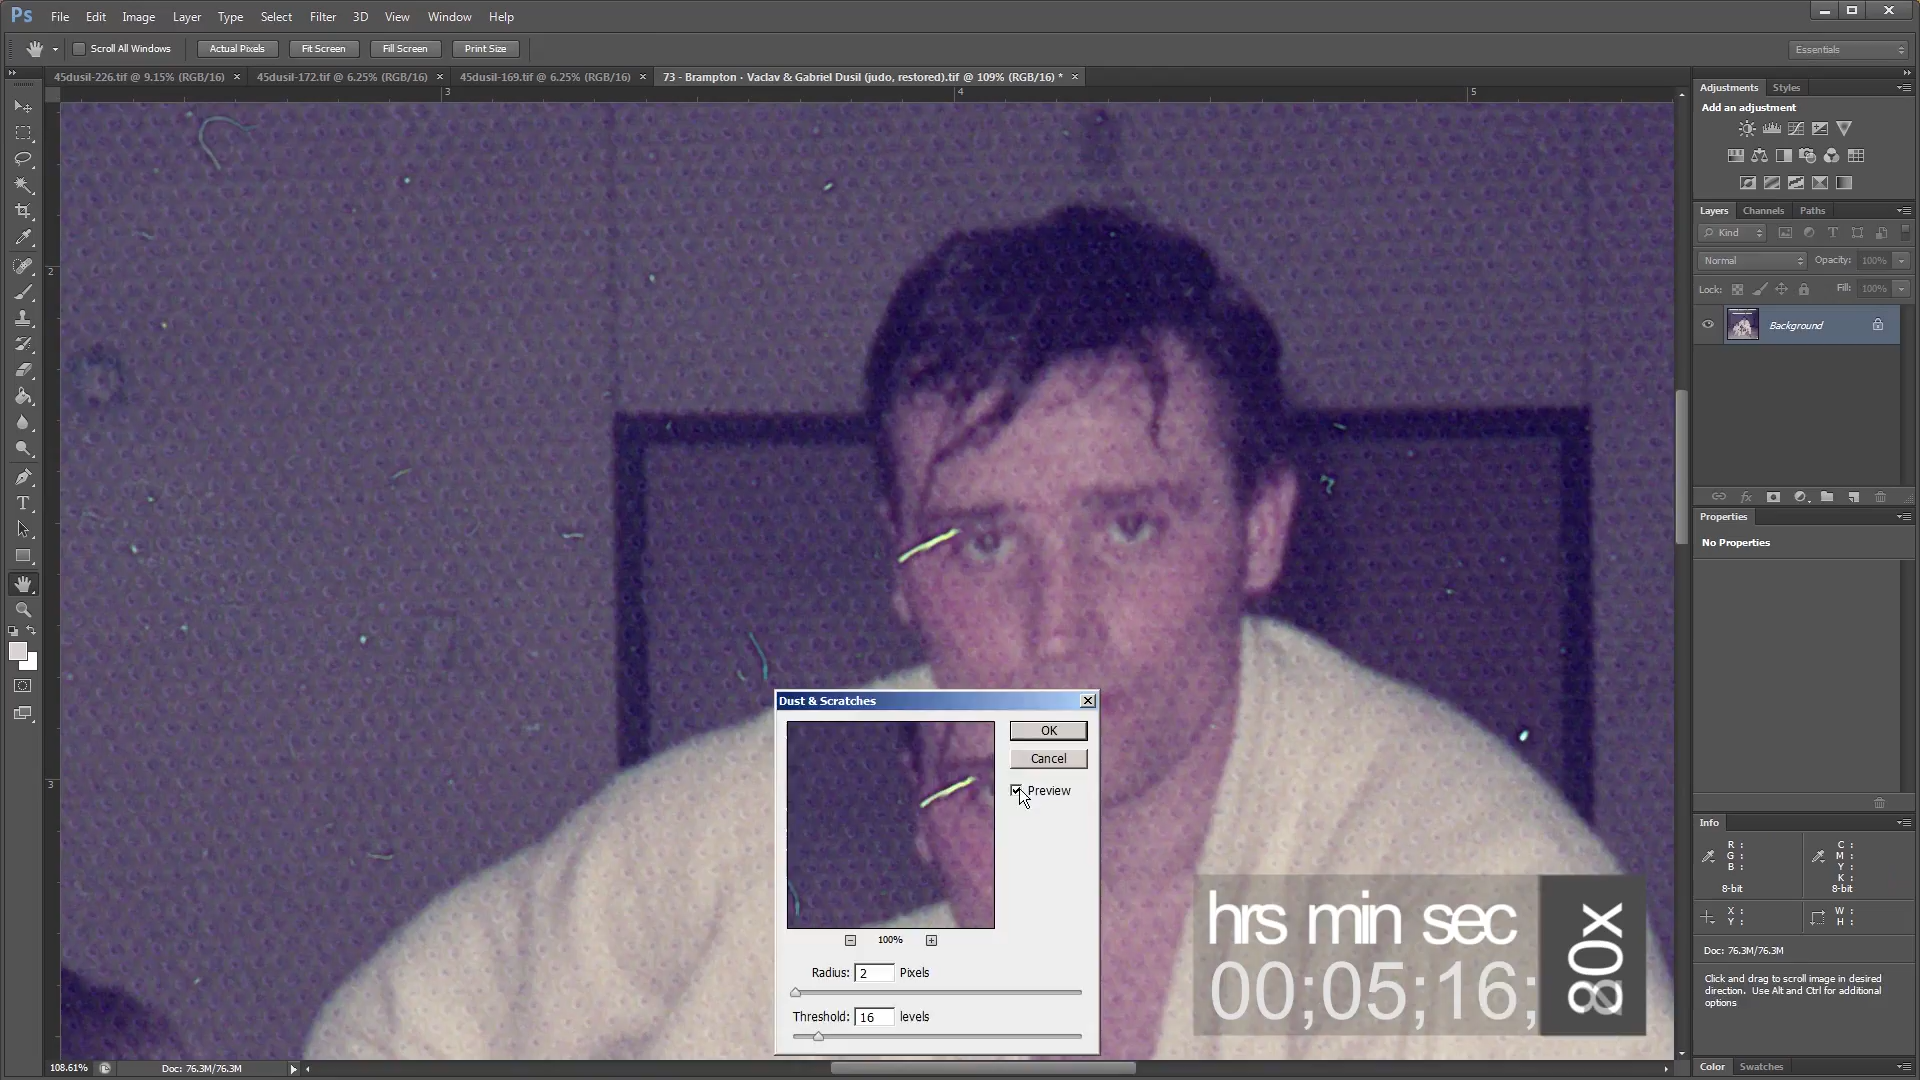 Ps File Edit Image Layer Type Select Filter 3D View Window Help
Scroll All Windows Actual Pixels Fit Screen Fill Screen Print Size Essentials
45dusil-226.tif @ 9.15% (RGB/16) × 45dusil-172.tif @ 6.25% (RGB/16) × 45dusil-169.tif @ 6.25% (RGB/16) × 73 - Brampton · Vaclav & Gabriel Dusil (judo, restored).tif @ 109% (RGB/16) * ×
3 4 5
2
3
Adjustments Styles
Add an adjustment
Layers Channels Paths
Kind
Normal Opacity: 100%
Lock: Fill: 100%
Background
Properties
No Properties
Info
R :
G :
B :
8-bit
C :
M :
Y :
K :
8-bit
X :
Y :
W :
H :
Doc: 76.3M/76.3M
Click and drag to scroll image in desired
direction. Use Alt and Ctrl for additional
options
Color Swatches
Dust & Scratches
OK
Cancel
Preview
100%
Radius: 2 Pixels
Threshold: 16 levels
hrs min sec
00;05;16;
108.61% Doc: 76.3M/76.3M